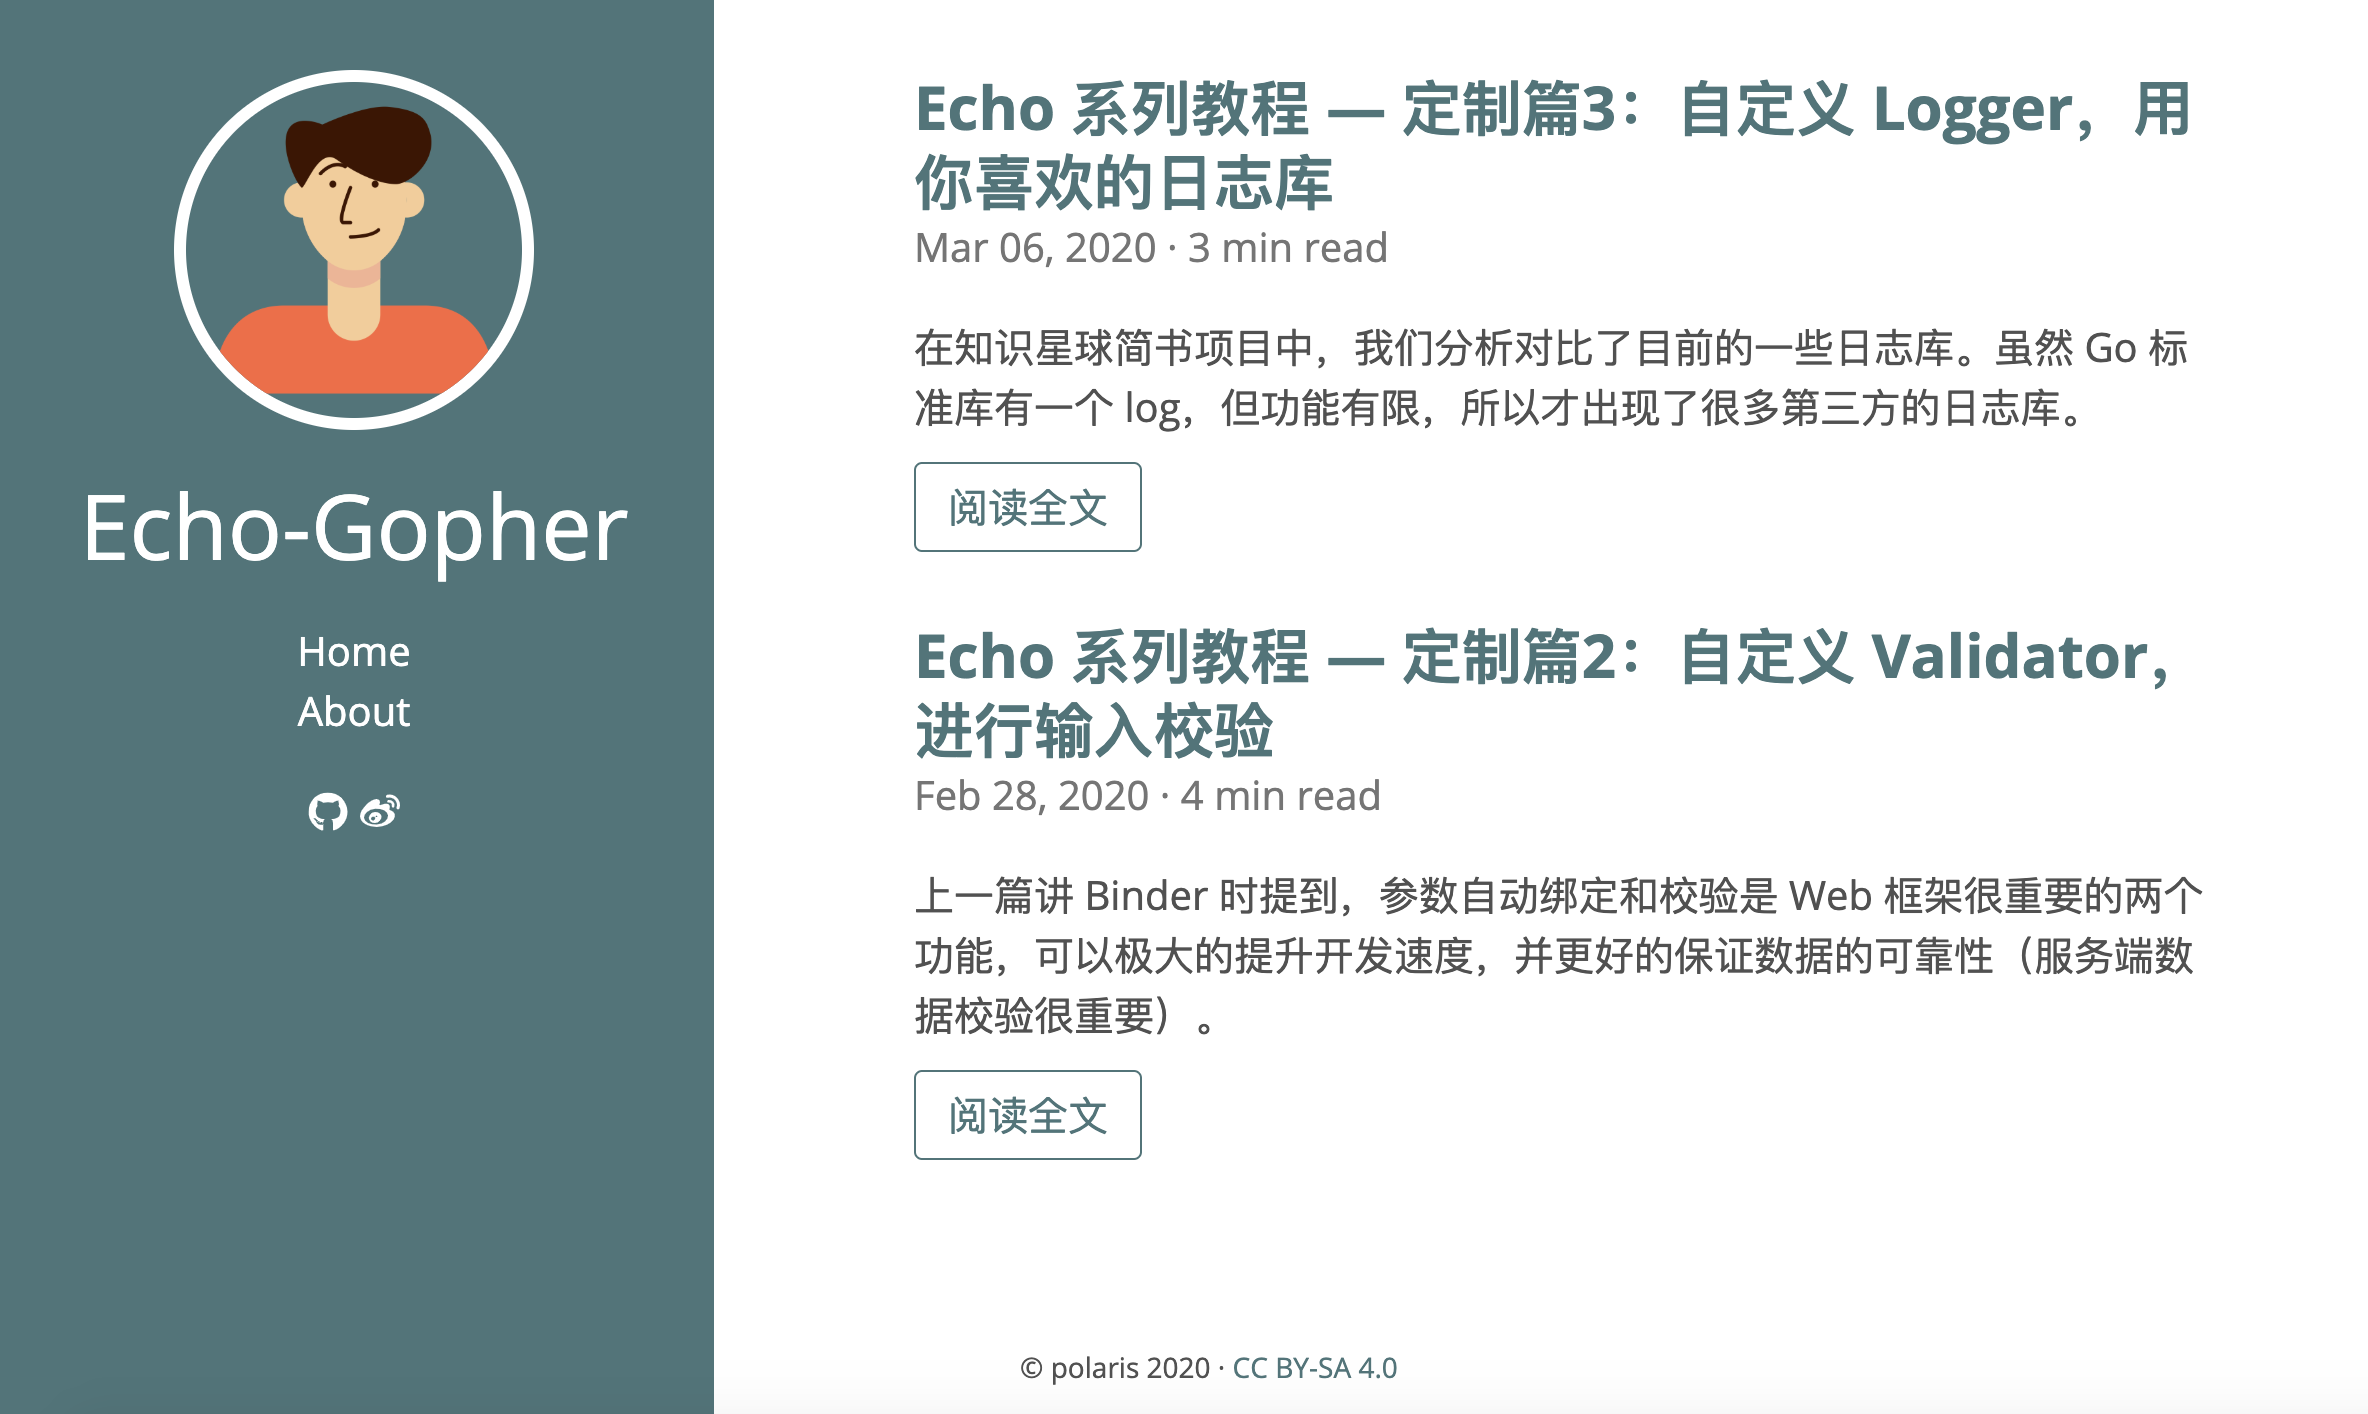 Echo-Gopher
Home
About
Echo 系列教程 — 定制篇3：自定义 Logger，用
你喜欢的日志库
Mar 06, 2020 · 3 min read
在知识星球简书项目中，我们分析对比了目前的一些日志库。虽然 Go 标
准库有一个 log，但功能有限，所以才出现了很多第三方的日志库。
阅读全文
Echo 系列教程 — 定制篇2：自定义 Validator，
进行输入校验
Feb 28, 2020 · 4 min read
上一篇讲 Binder 时提到，参数自动绑定和校验是 Web 框架很重要的两个
功能，可以极大的提升开发速度，并更好的保证数据的可靠性（服务端数
据校验很重要）。
阅读全文
© polaris 2020 · CC BY-SA 4.0